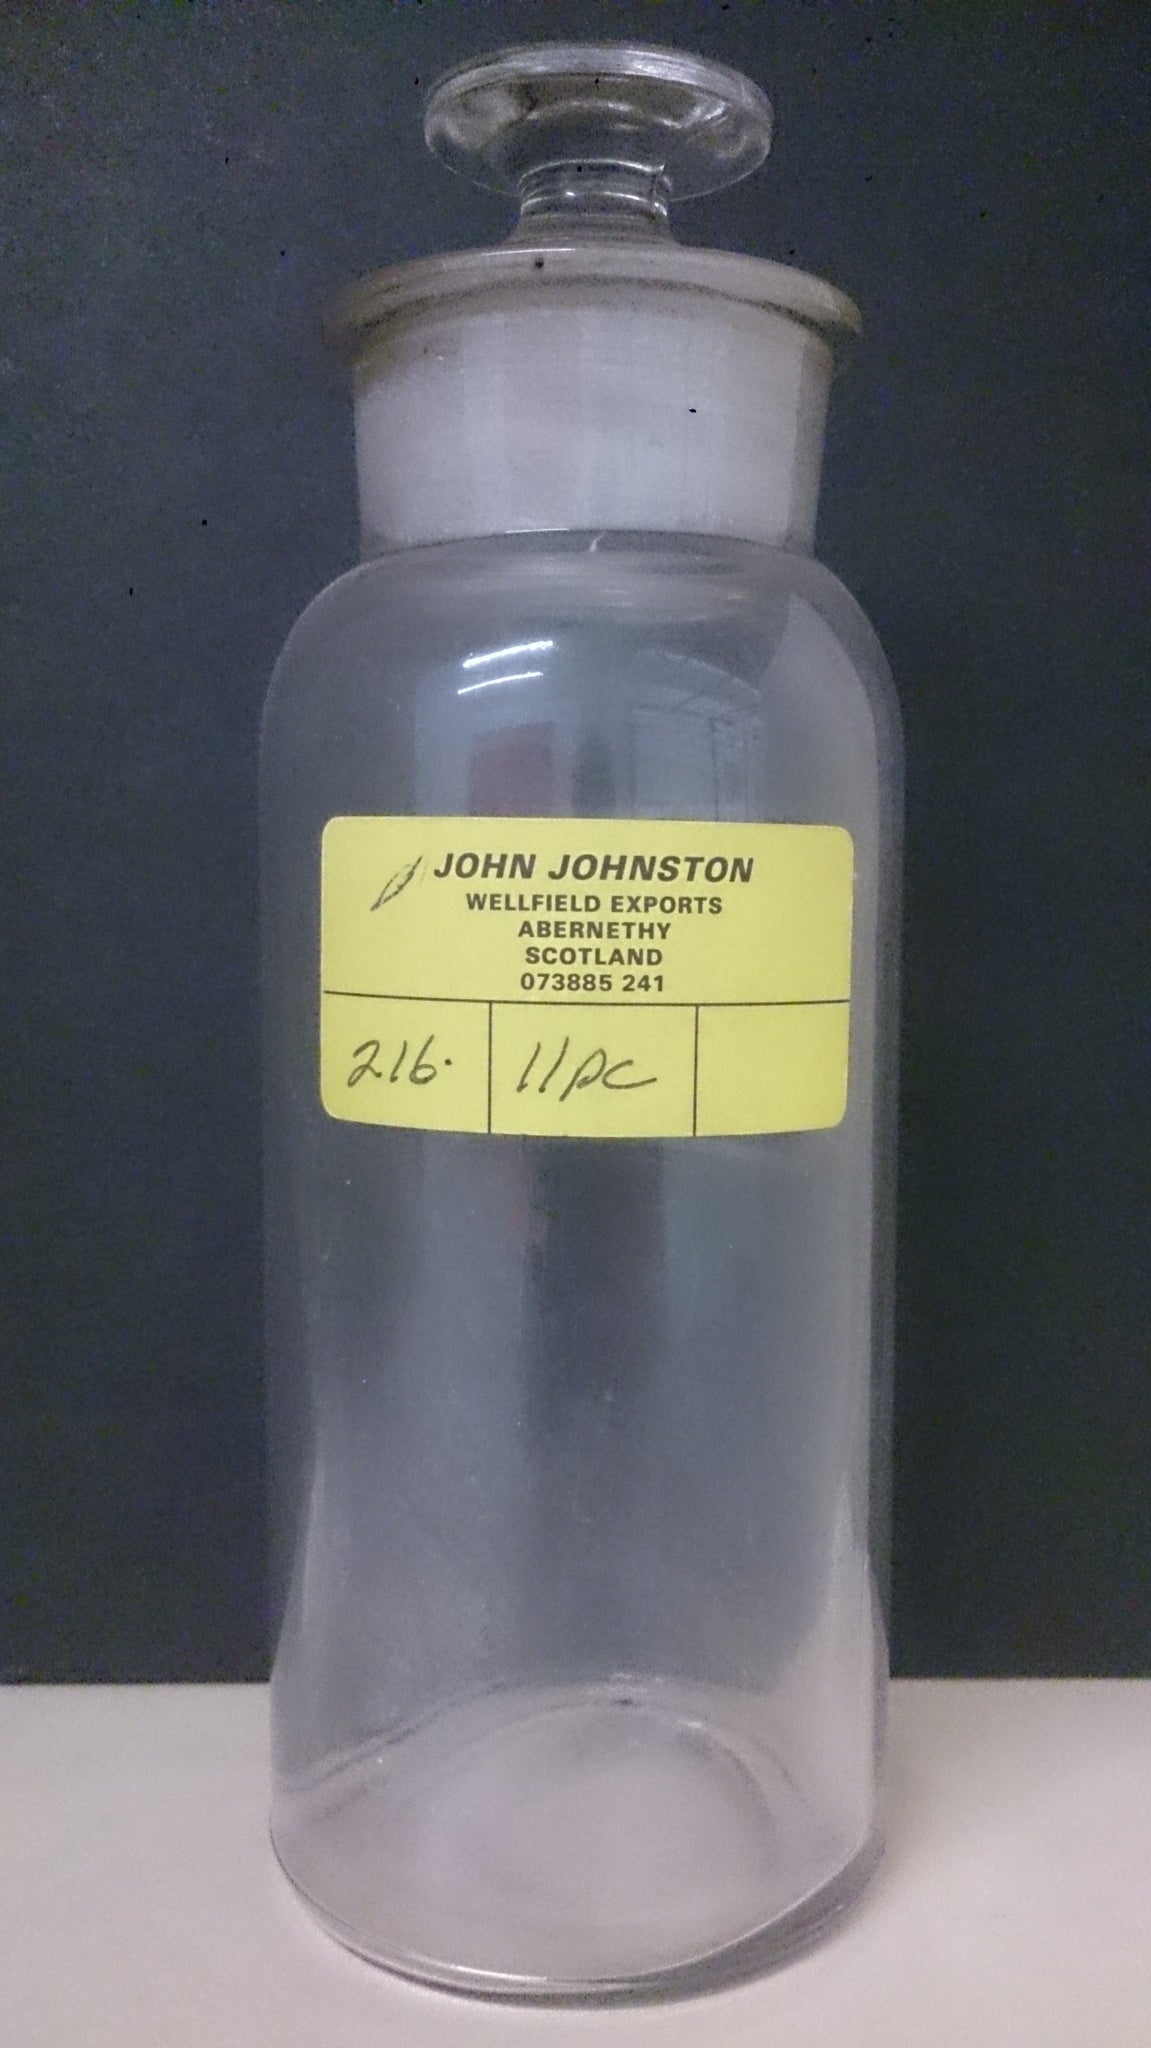 JOHN JOHNSTON
WELLFIELD EXPORTS
ABERNETHY
SCOTLAND
073885 241
216. 11pc